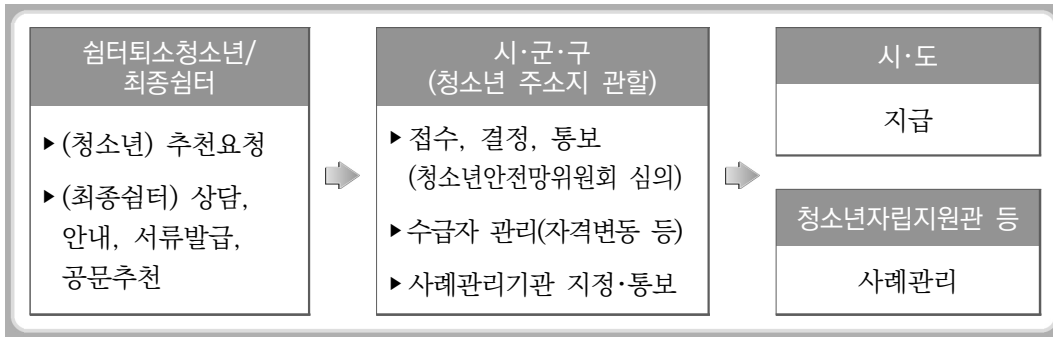 쉼터퇴소청소년/
최종쉼터
▶(청소년) 추천요청
▶(최종쉼터) 상담,
안내, 서류발급,
공문추천
시·군·구
(청소년 주소지 관할)
▶접수, 결정, 통보
(청소년안전망위원회 심의)
▶수급자 관리(자격변동 등)
▶사례관리기관 지정·통보
시·도
지급
청소년자립지원관 등
사례관리